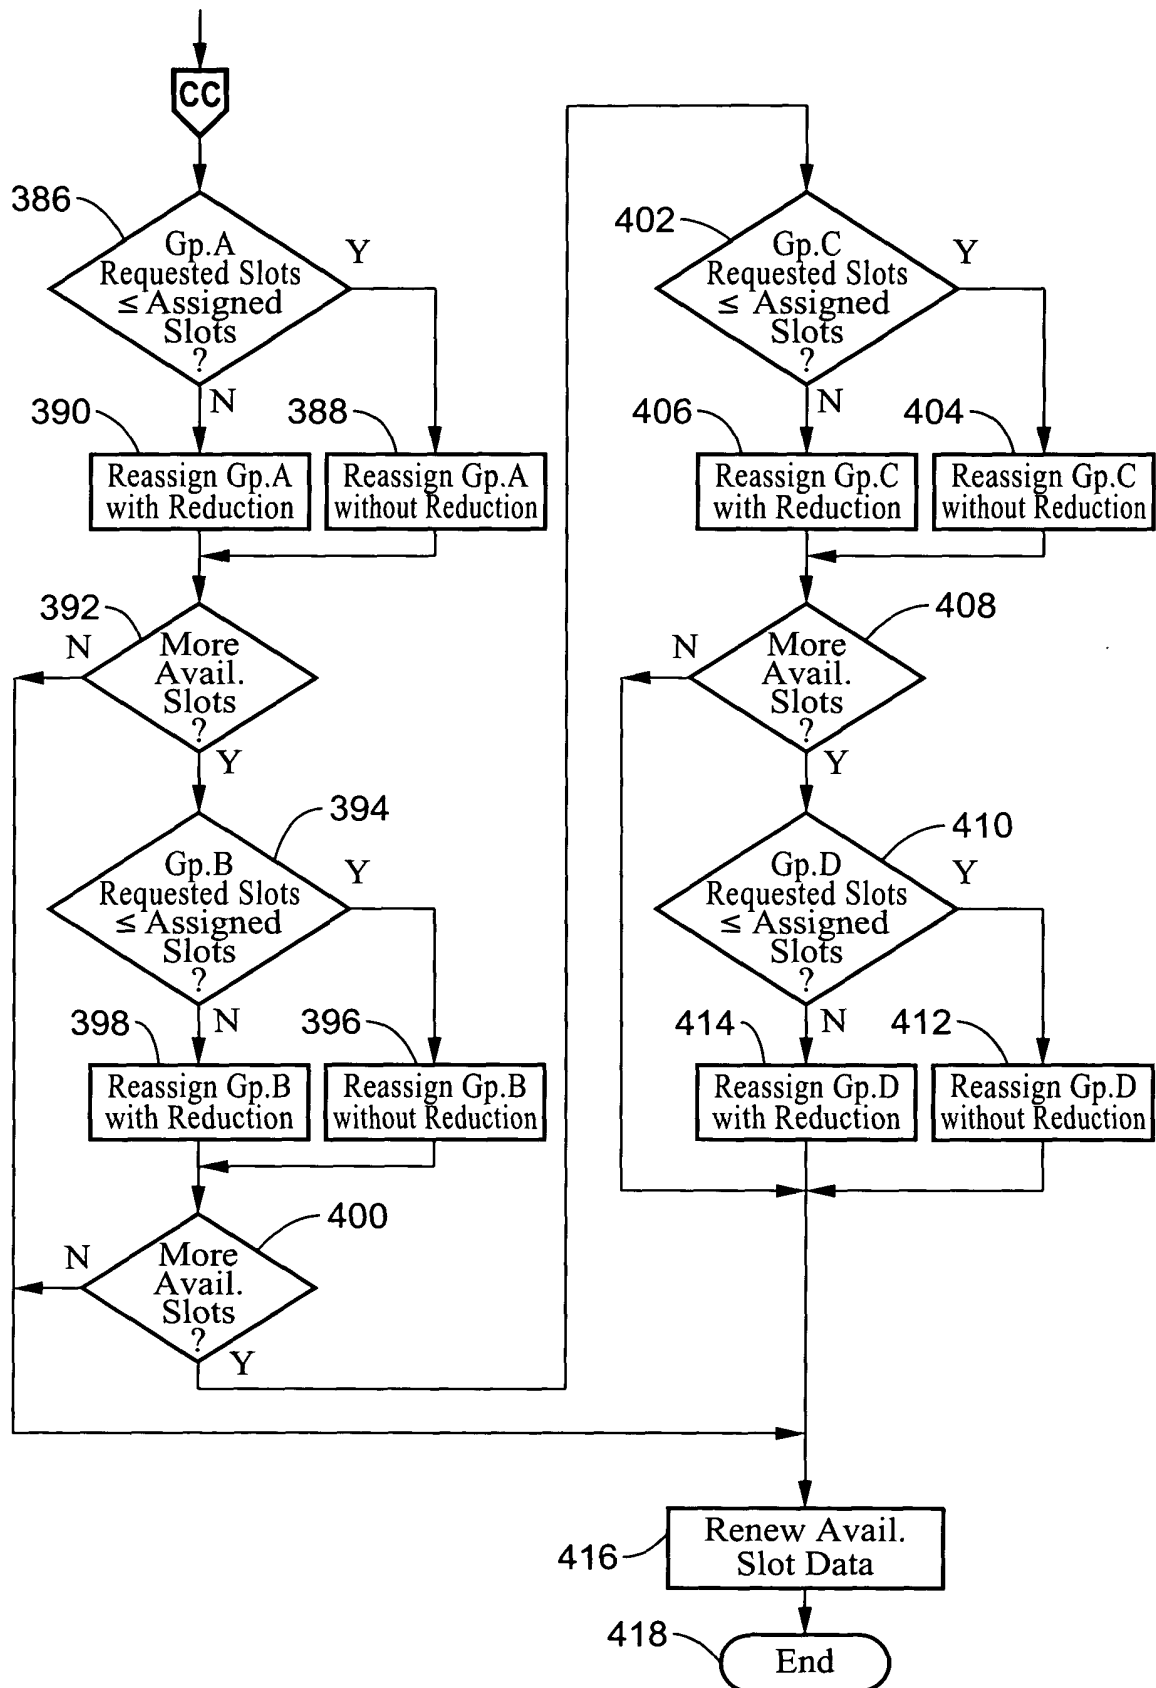 CC
386
Gp.A
Requested Slots
≤ Assigned
Slots
?
Y
N
390
388
Reassign Gp.A
with Reduction
Reassign Gp.A
without Reduction
392
N
More
Avail.
Slots
?
Y
394
Gp.B
Requested Slots
≤ Assigned
Slots
?
Y
N
398
396
Reassign Gp.B
with Reduction
Reassign Gp.B
without Reduction
400
N
More
Avail.
Slots
?
Y
402
Gp.C
Requested Slots
≤ Assigned
Slots
?
Y
N
406
404
Reassign Gp.C
with Reduction
Reassign Gp.C
without Reduction
408
N
More
Avail.
Slots
?
Y
410
Gp.D
Requested Slots
≤ Assigned
Slots
?
Y
N
414
412
Reassign Gp.D
with Reduction
Reassign Gp.D
without Reduction
416
Renew Avail.
Slot Data
418
End